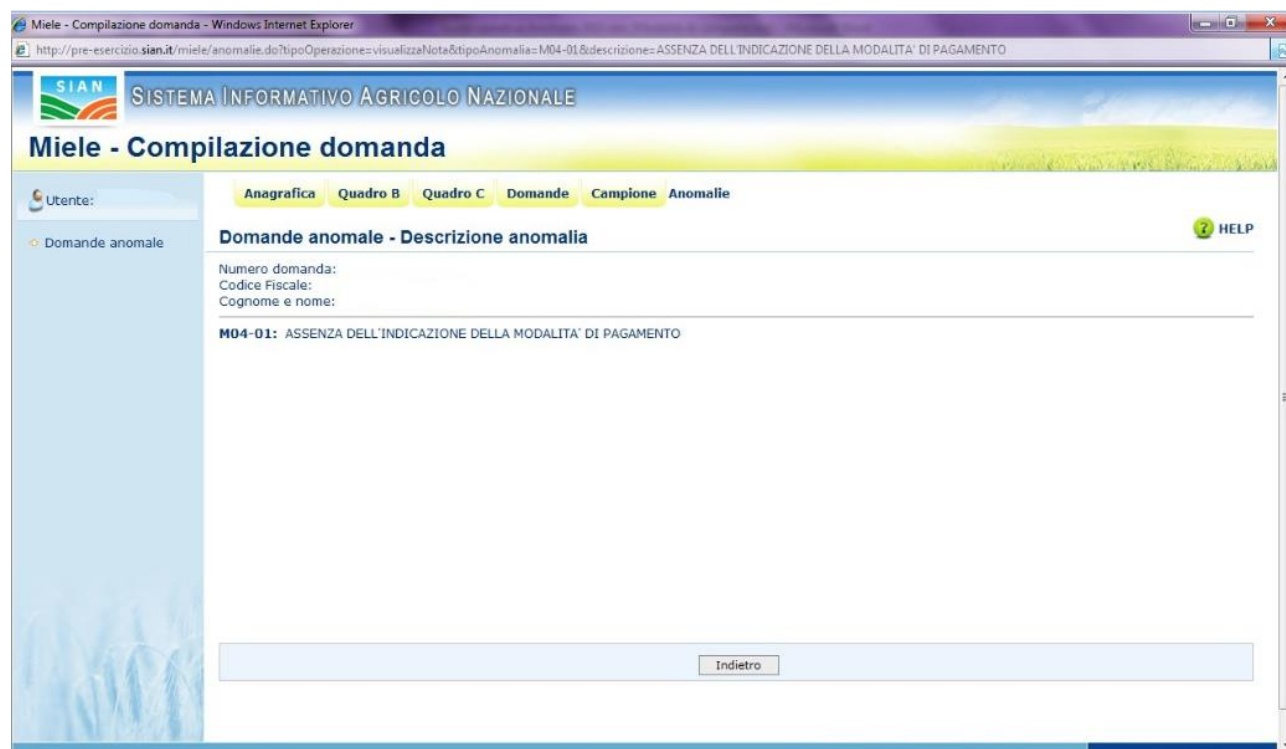 Miele - Compilazione domanda - Windows Internet Explorer
http://pre-esercizio.sian.it/miele/anomalie.do?tipoOperazione=visualizzaNota&tipoAnomalia=M04-01&descrizione=ASSENZA DELL'INDICAZIONE DELLA MODALITA' DI PAGAMENTO
SIAN
SISTEMA INFORMATIVO AGRICOLO NAZIONALE
Miele - Compilazione domanda
Utente:
Domande anomale
Anagrafica Quadro B Quadro C Domande Campione Anomalie
HELP
Domande anomale - Descrizione anomalia
Numero domanda:
Codice Fiscale:
Cognome e nome:
M04-01: ASSENZA DELL'INDICAZIONE DELLA MODALITA' DI PAGAMENTO
Indietro